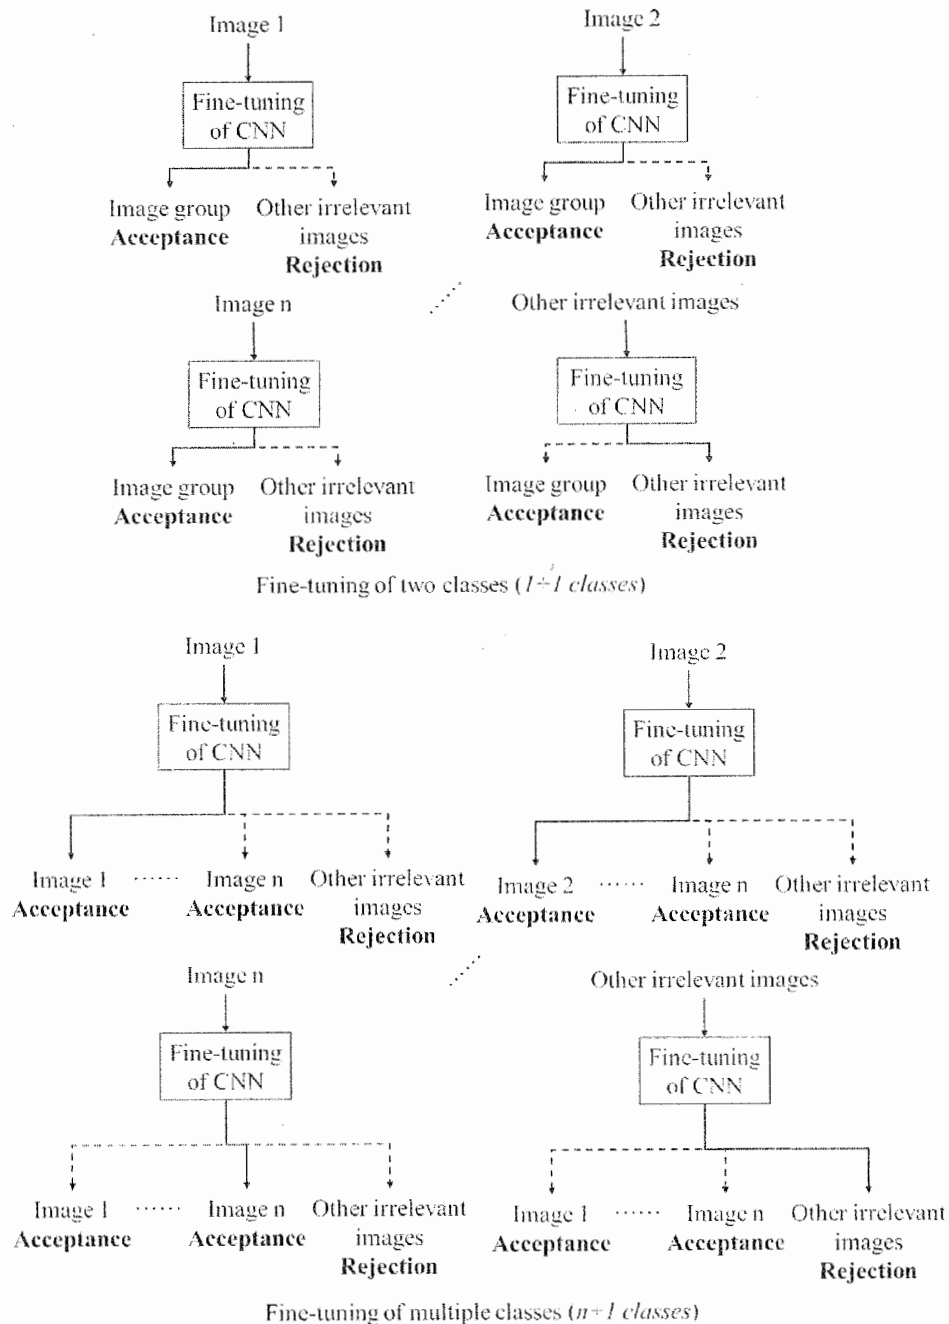 Image 1
Image 2
Fine-tuning
of CNN
Fine-tuning
of CNN
Image group
Acceptance
Other irrelevant
images
Rejection
Image group
Acceptance
Other irrelevant
images
Rejection
Image n
Other irrelevant images
Fine-tuning
of CNN
Fine-tuning
of CNN
Image group
Acceptance
Other irrelevant
images
Rejection
Image group
Acceptance
Other irrelevant
images
Rejection
Fine-tuning of two classes (1+1 classes)
Image 1
Image 2
Fine-tuning
of CNN
Fine-tuning
of CNN
Image 1 ...... Image n Other irrelevant
Acceptance Acceptance images
Rejection
Image 2 ...... Image n Other irrelevant
Acceptance Acceptance images
Rejection
Image n
Other irrelevant images
Fine-tuning
of CNN
Fine-tuning
of CNN
Image 1 ...... Image n Other irrelevant
Acceptance Acceptance images
Rejection
Image 1 ...... Image n Other irrelevant
Acceptance Acceptance images
Rejection
Fine-tuning of multiple classes (n+1 classes)